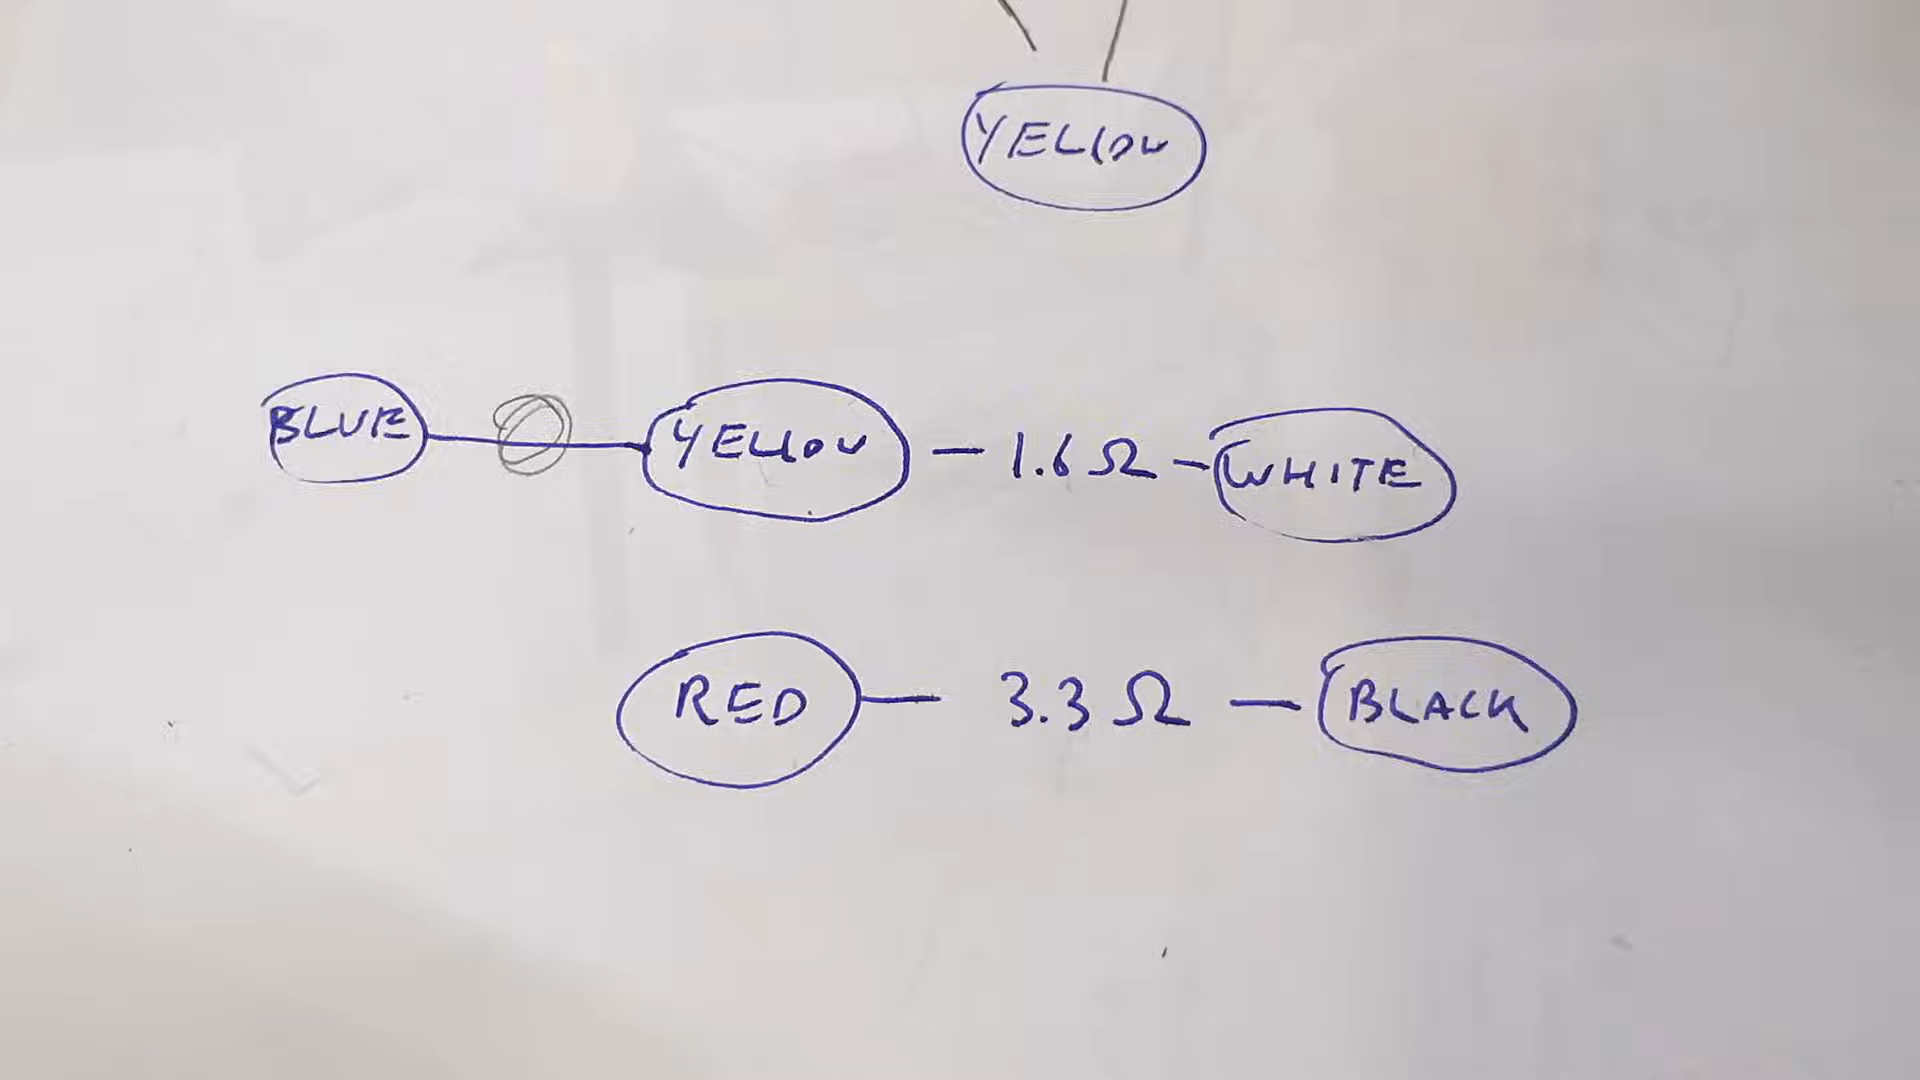 YELLOW
BLUE YELLOW - 1.6 Ω - WHITE
RED - 3.3 Ω - BLACK